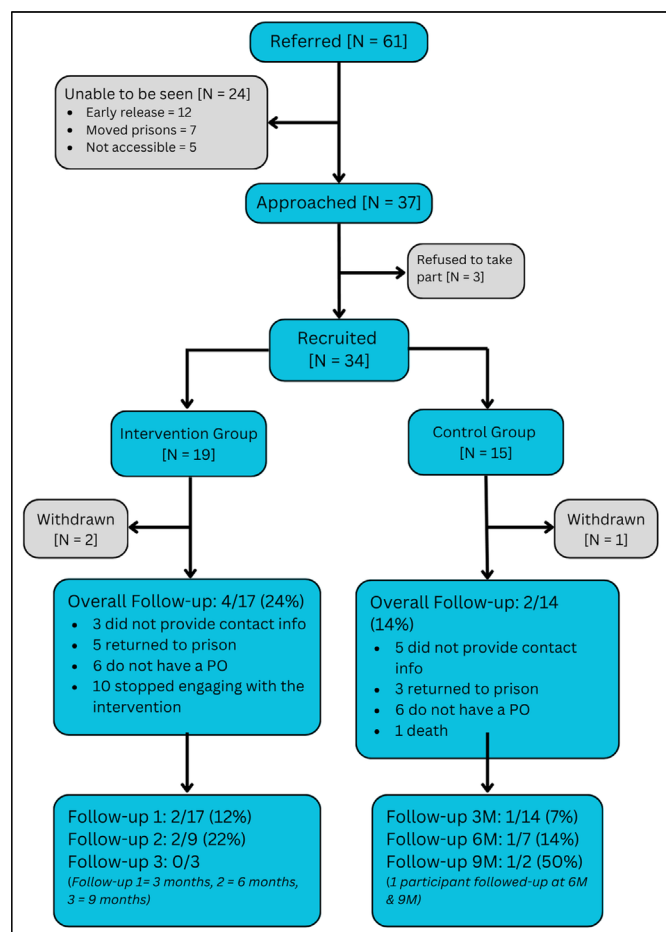 Referred [N = 61]
Unable to be seen [N = 24]
• Early release = 12
• Moved prisons = 7
• Not accessible = 5
Approached [N = 37]
Refused to take
part [N = 3]
Recruited
[N = 34]
Intervention Group
[N = 19]
Control Group
[N = 15]
Withdrawn
[N = 2]
Withdrawn
[N = 1]
Overall Follow-up: 4/17 (24%)
• 3 did not provide contact info
• 5 returned to prison
• 6 do not have a PO
• 10 stopped engaging with the
intervention
Overall Follow-up: 2/14
(14%)
• 5 did not provide contact
info
• 3 returned to prison
• 6 do not have a PO
• 1 death
Follow-up 1: 2/17 (12%)
Follow-up 2: 2/9 (22%)
Follow-up 3: 0/3
(Follow-up 1= 3 months, 2 = 6 months,
3 = 9 months)
Follow-up 3M: 1/14 (7%)
Follow-up 6M: 1/7 (14%)
Follow-up 9M: 1/2 (50%)
(1 participant followed-up at 6M
& 9M)